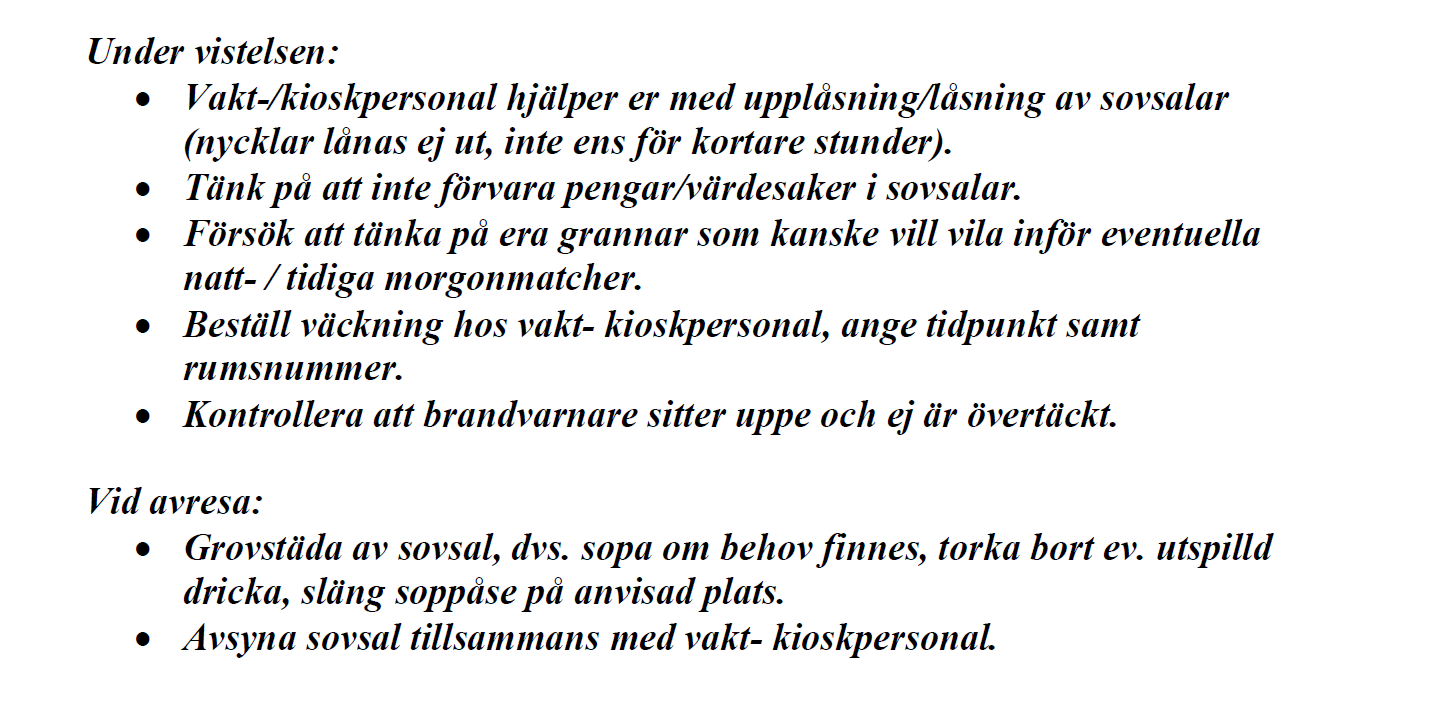 Under vistelsen:
• Vakt-/kioskpersonal hjälper er med upplåsning/låsning av sovsalar
(nycklar lånas ej ut, inte ens för kortare stunder).
• Tänk på att inte förvara pengar/värdesaker i sovsalar.
• Försök att tänka på era grannar som kanske vill vila inför eventuella
natt- / tidiga morgonmatcher.
• Beställ väckning hos vakt- kioskpersonal, ange tidpunkt samt
rumsnummer.
• Kontrollera att brandvarnare sitter uppe och ej är övertäckt.
Vid avresa:
• Grovstäda av sovsal, dvs. sopa om behov finnes, torka bort ev. utspilld
dricka, släng soppåse på anvisad plats.
• Avsyna sovsal tillsammans med vakt- kioskpersonal.